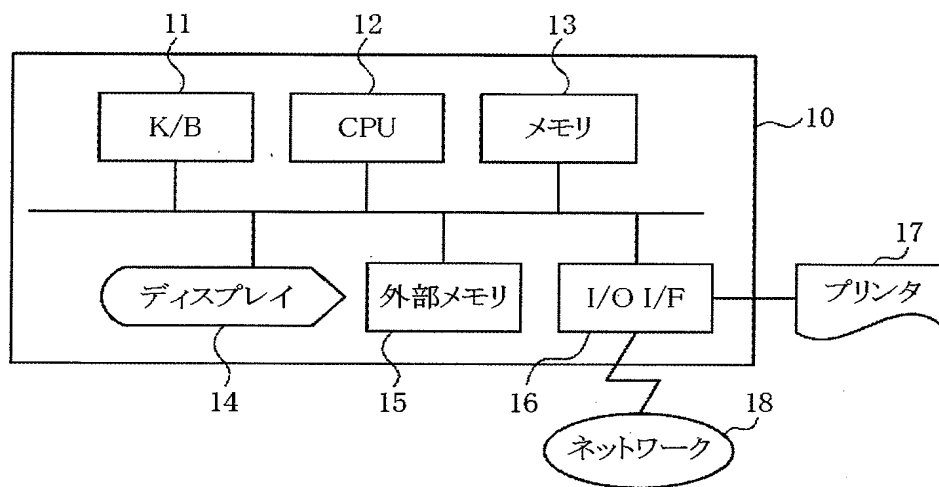 11
12
13
K/B
CPU
メモリ
10
17
ディスプレイ
外部メモリ
I/O I/F
プリンタ
14
15
16
18
ネットワーク